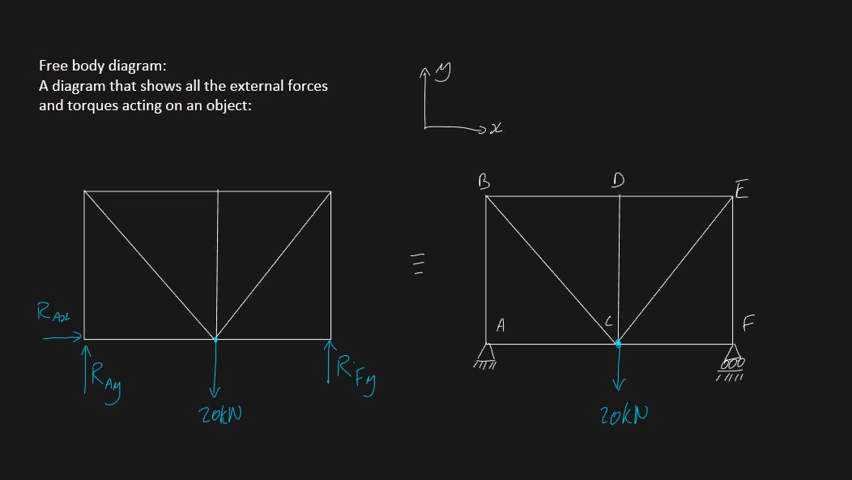 Free body diagram:
A diagram that shows all the external forces
and torques acting on an object:
y
x
B D E
A C F
R_Ax
R_Ay
R_Fy
20kN
20kN
≡